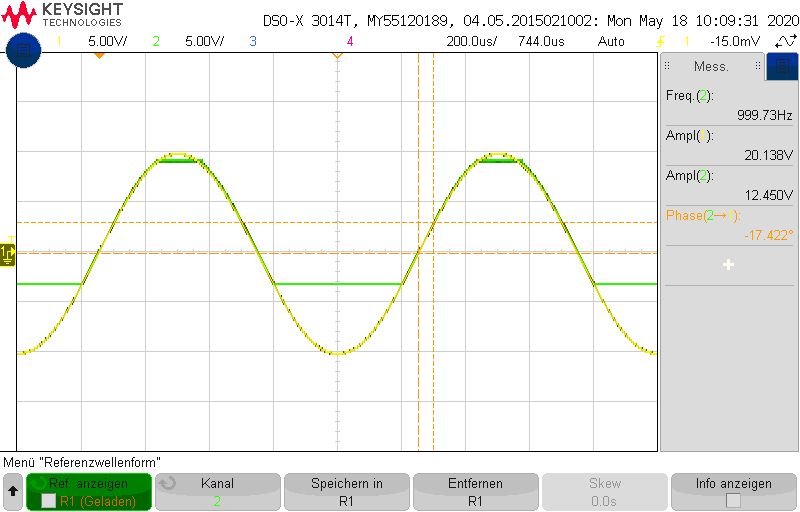 KEYSIGHT
TECHNOLOGIES
DSO-X 3014T, MY55120189, 04.05.2015021002: Mon May 18 10:09:31 2020
1 5.00V/ 2 5.00V/ 3 4 200.0us/ 744.0us Auto 1 -15.0mV
Mess.
Freq.(2):
999.73Hz
Ampl( ):
20.138V
Ampl(2):
12.450V
Phase(2→1):
-17.422°
1
Menü "Referenzwellenform"
Ref. anzeigen
R1 (Geladen)
Kanal
2
Speichern in
R1
Entfernen
R1
Skew
0.0s
Info anzeigen